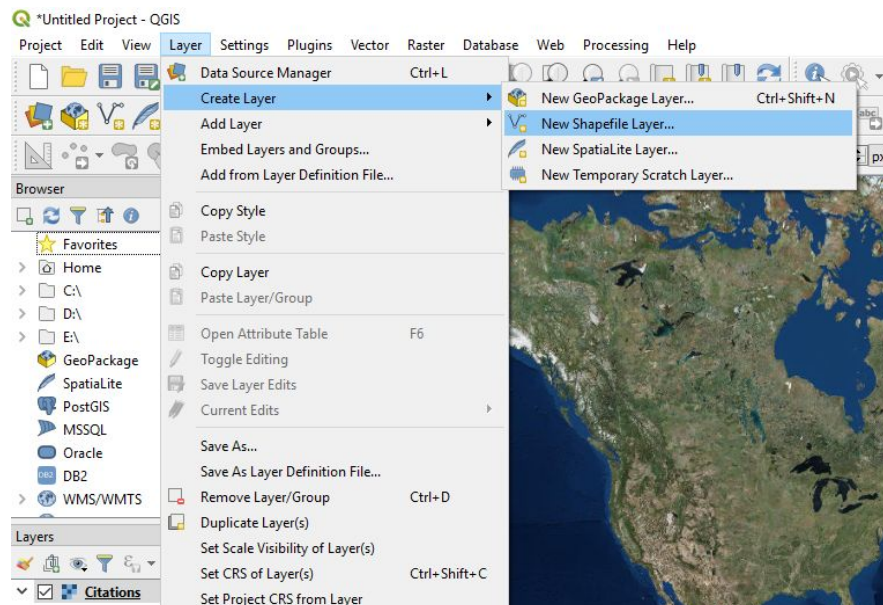 *Untitled Project - QGIS
Project Edit View Layer Settings Plugins Vector Raster Database Web Processing Help
Data Source Manager Ctrl+L
Create Layer
Add Layer
Embed Layers and Groups...
Add from Layer Definition File...
Copy Style
Paste Style
Copy Layer
Paste Layer/Group
Open Attribute Table F6
Toggle Editing
Save Layer Edits
Current Edits
Save As...
Save As Layer Definition File...
Remove Layer/Group Ctrl+D
Duplicate Layer(s)
Set Scale Visibility of Layer(s)
Set CRS of Layer(s) Ctrl+Shift+C
Set Project CRS from Layer
New GeoPackage Layer... Ctrl+Shift+N
New Shapefile Layer...
New SpatiaLite Layer...
New Temporary Scratch Layer...
abc
px
Browser
Favorites
Home
C:\
D:\
E:\
GeoPackage
SpatiaLite
PostGIS
MSSQL
Oracle
DB2 DB2
WMS/WMTS
Layers
Citations